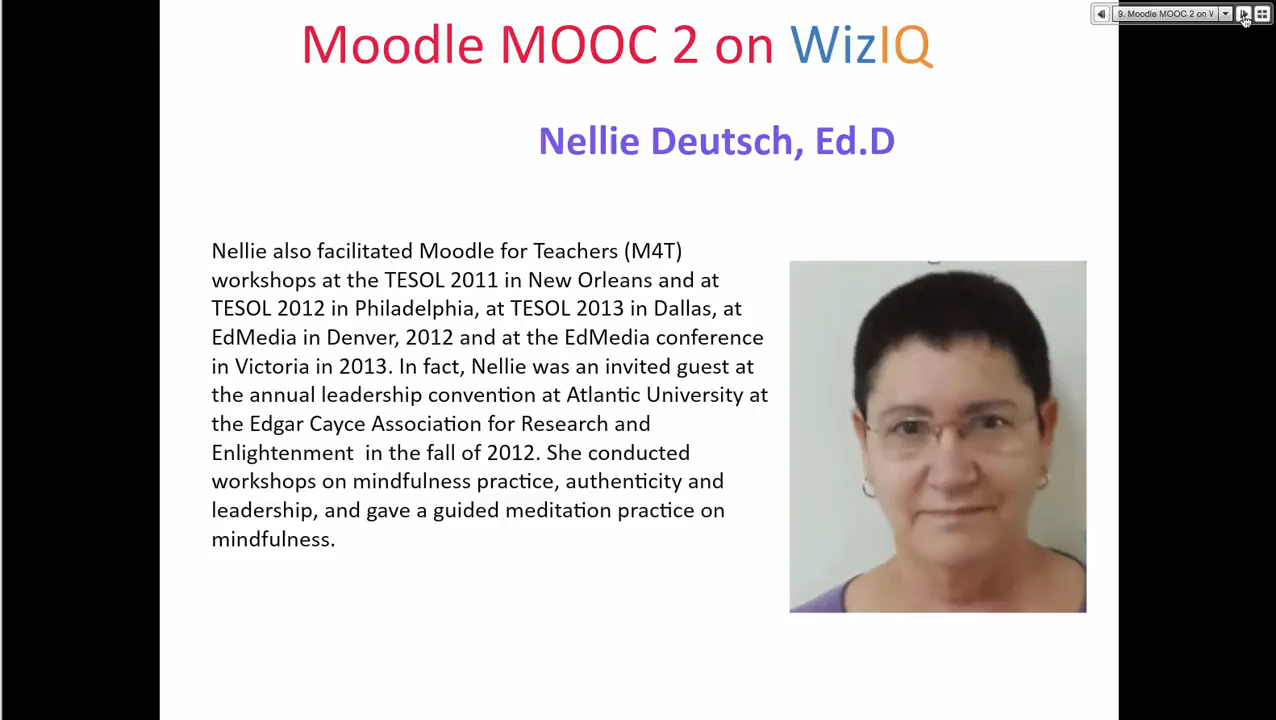 9. Moodle MOOC 2 on
Moodle MOOC 2 on WizIQ
Nellie Deutsch, Ed.D
Nellie also facilitated Moodle for Teachers (M4T)
workshops at the TESOL 2011 in New Orleans and at
TESOL 2012 in Philadelphia, at TESOL 2013 in Dallas, at
EdMedia in Denver, 2012 and at the EdMedia conference
in Victoria in 2013. In fact, Nellie was an invited guest at
the annual leadership convention at Atlantic University at
the Edgar Cayce Association for Research and
Enlightenment in the fall of 2012. She conducted
workshops on mindfulness practice, authenticity and
leadership, and gave a guided meditation practice on
mindfulness.